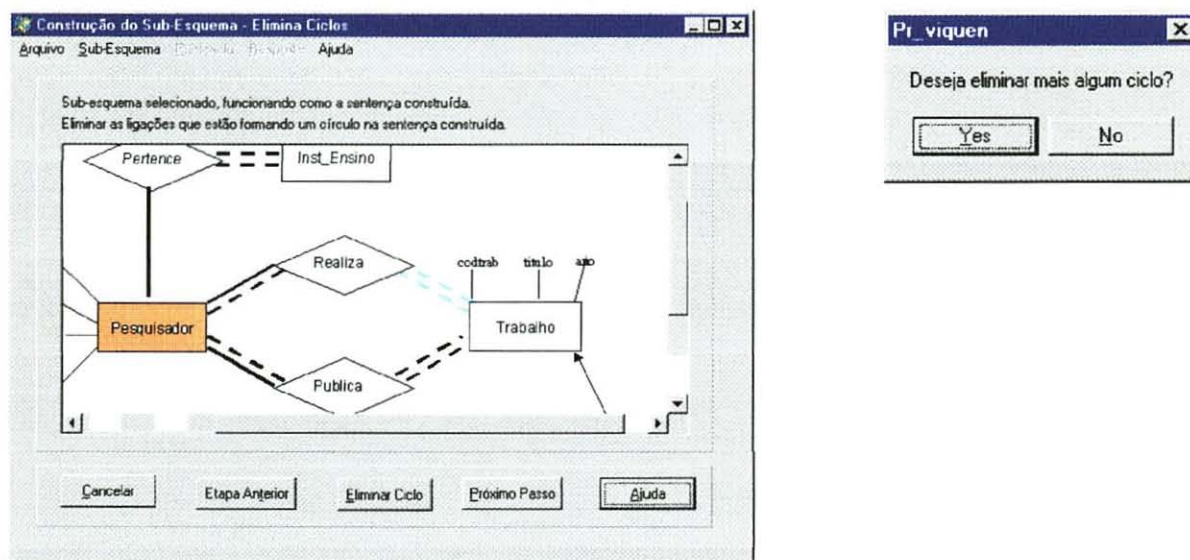 Construção do Sub-Esquema - Elimina Ciclos
Arquivo Sub-Esquema Ajuda
Sub-esquema selecionado, funcionando como a sentença construída.
Eliminar as ligações que estão formando um círculo na sentença construída.
Pertence Inst_Ensino
Realiza codtrab titulo ano
Pesquisador Trabalho
Publica
Cancelar Etapa Anterior Eliminar Ciclo Próximo Passo Ajuda
Pr_viquen
Deseja eliminar mais algum ciclo?
Yes No